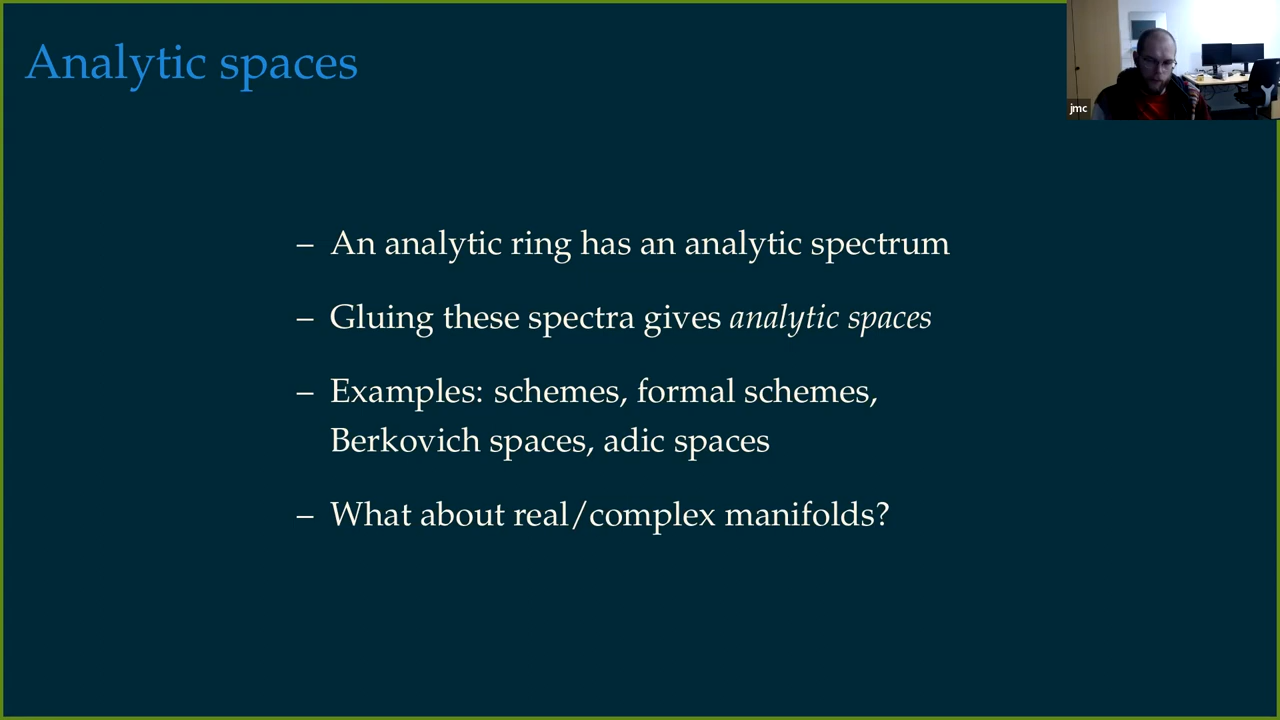 Analytic spaces
jmc
– An analytic ring has an analytic spectrum
– Gluing these spectra gives analytic spaces
– Examples: schemes, formal schemes,
Berkovich spaces, adic spaces
– What about real/complex manifolds?